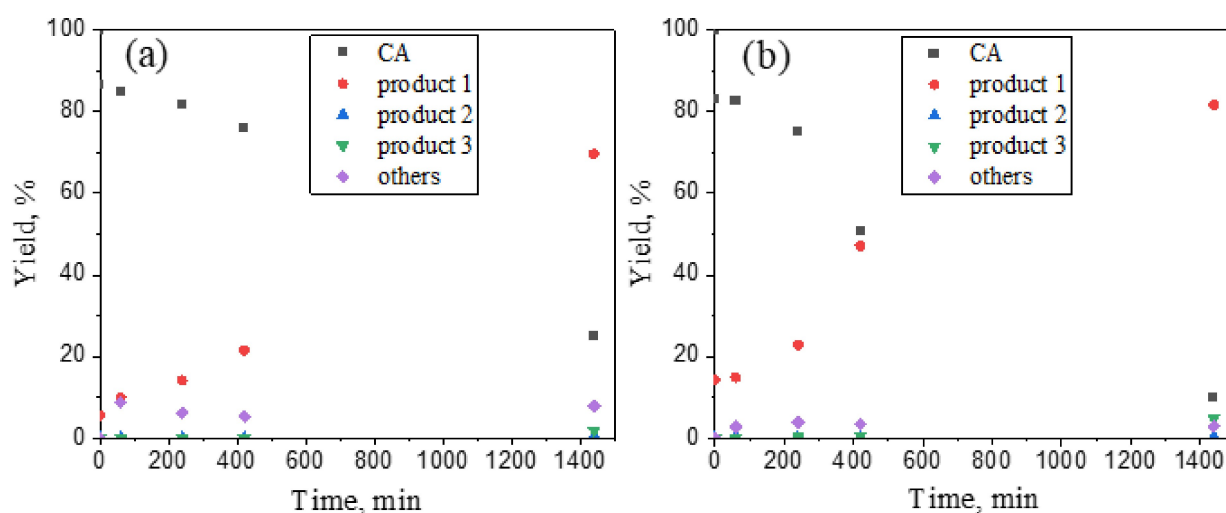 (a)
CA
product 1
product 2
product 3
others
Yield, %
100
80
60
40
20
0
0 200 400 600 800 1000 1200 1400
Time, min
(b)
CA
product 1
product 2
product 3
others
Yield, %
100
80
60
40
20
0
0 200 400 600 800 1000 1200 1400
Time, min